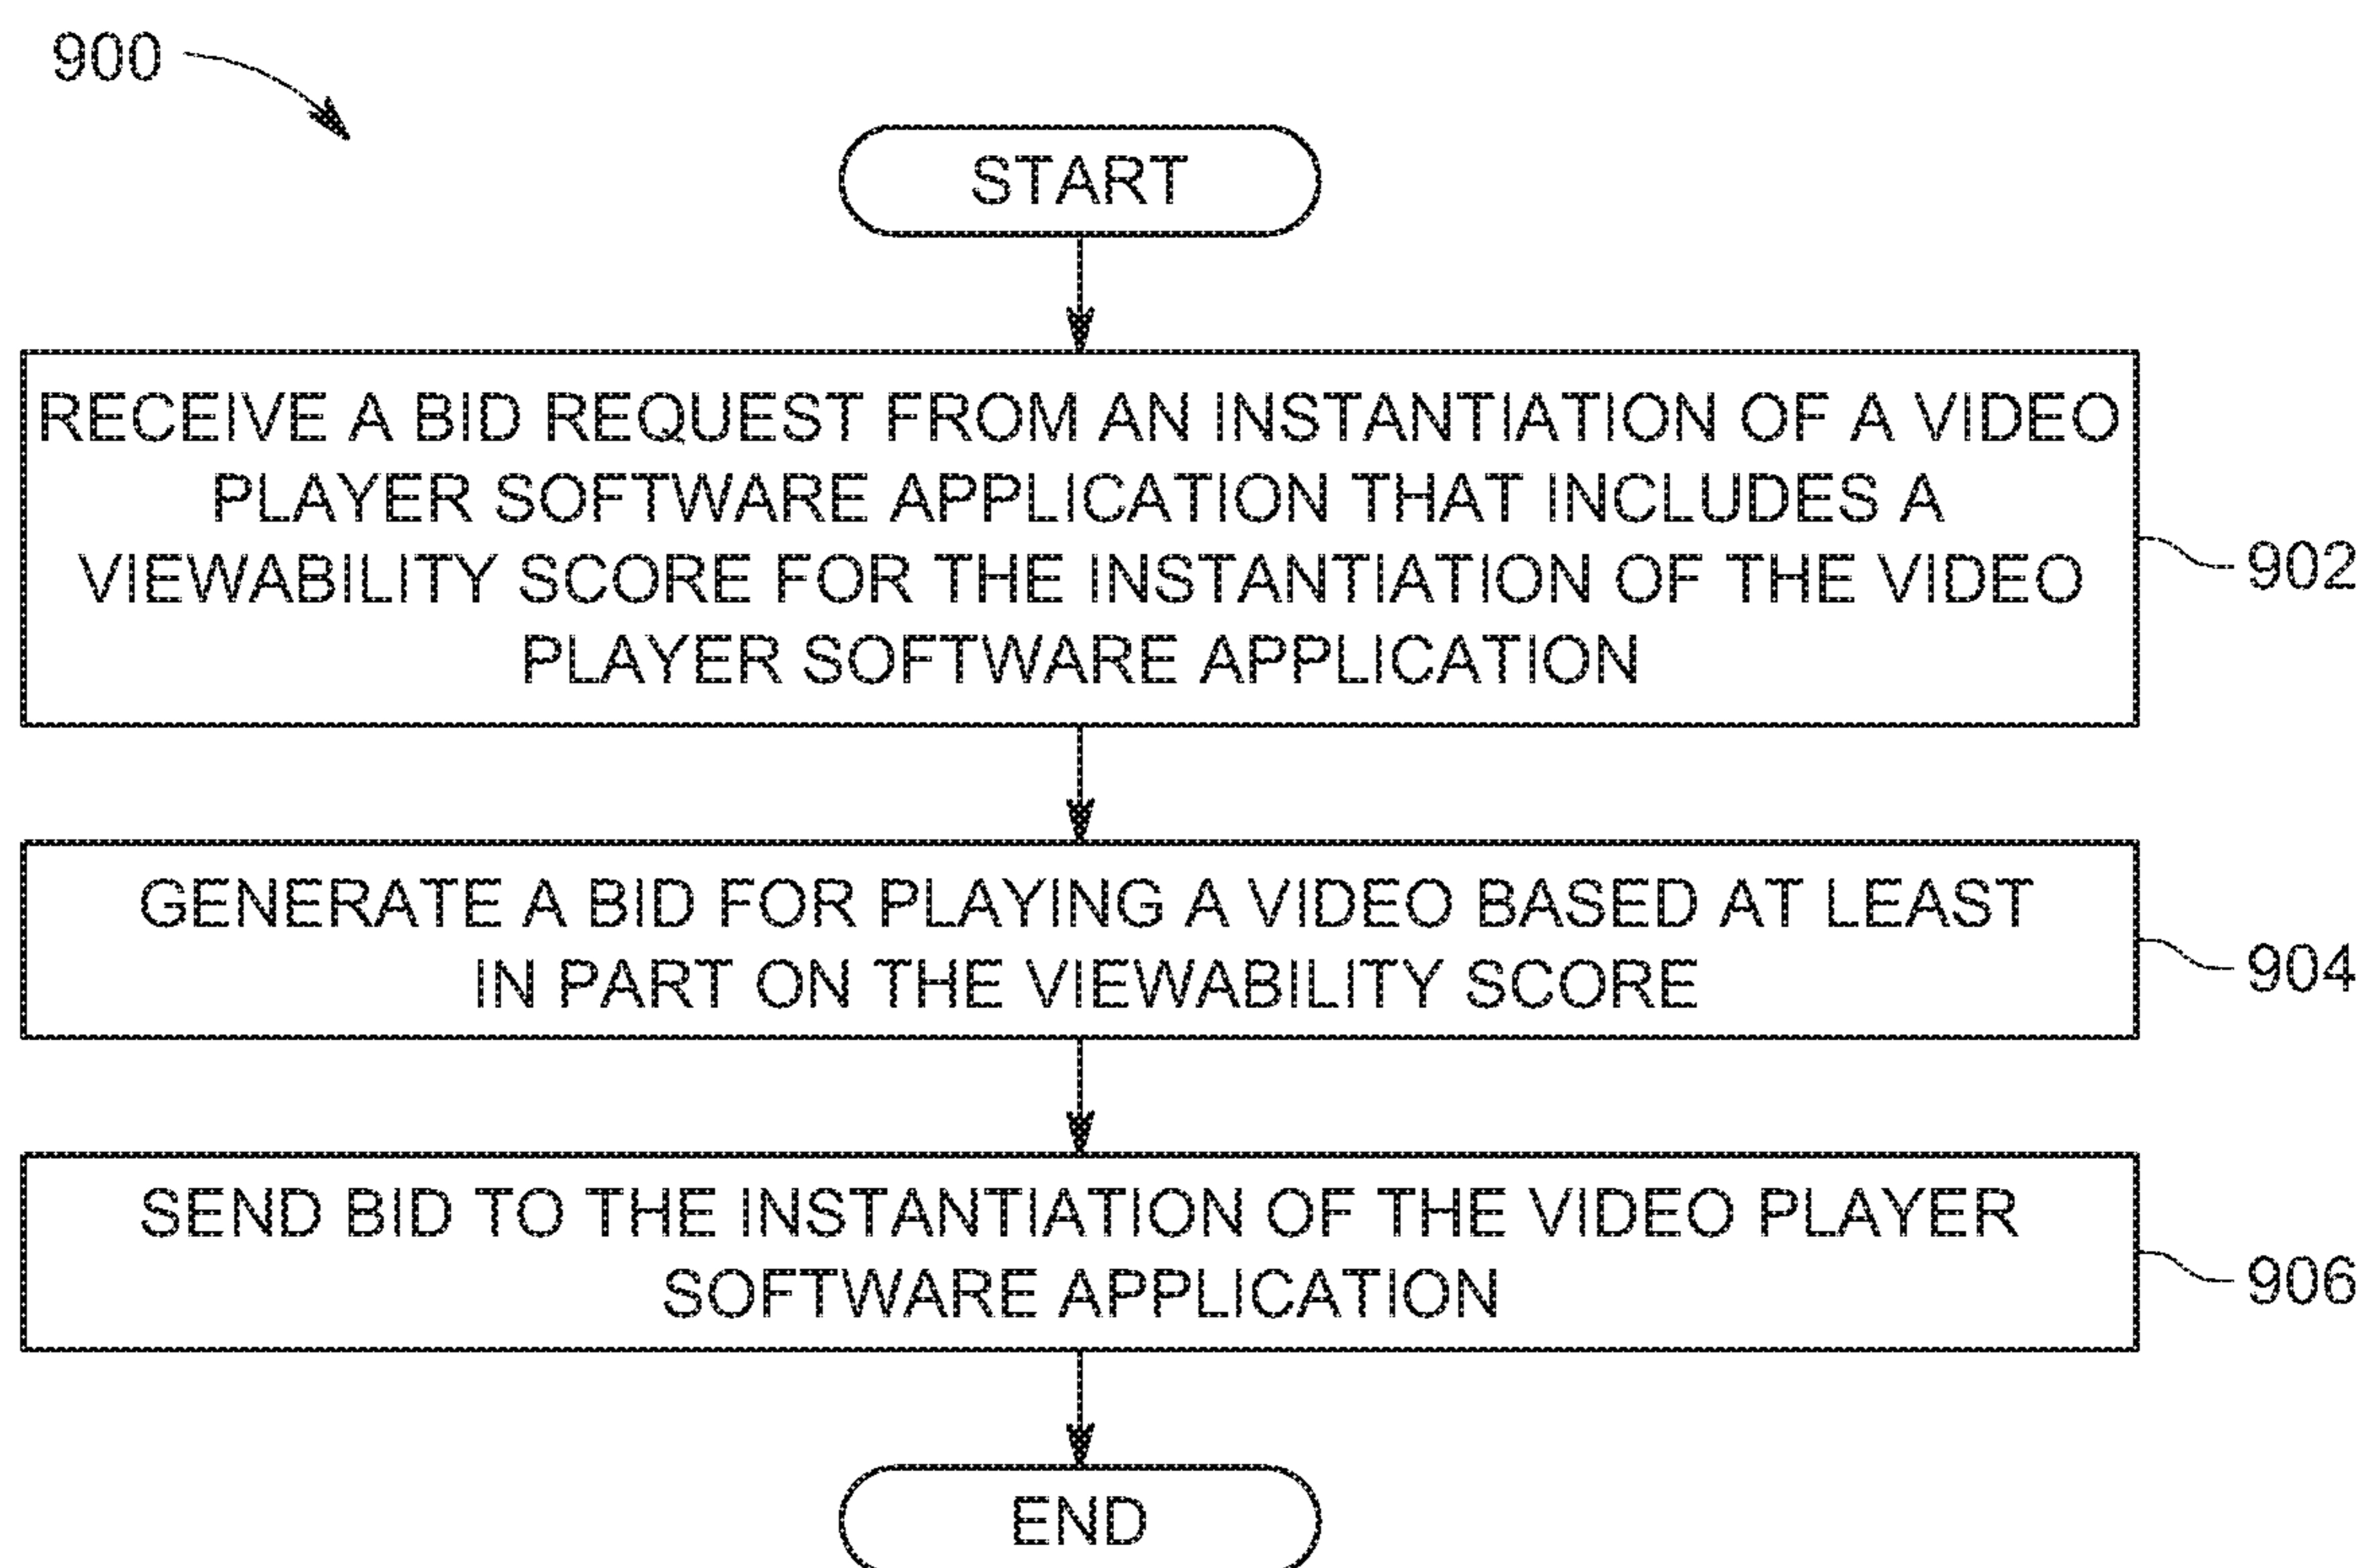 900
START
RECEIVE A BID REQUEST FROM AN INSTANTIATION OF A VIDEO
PLAYER SOFTWARE APPLICATION THAT INCLUDES A
VIEWABILITY SCORE FOR THE INSTANTIATION OF THE VIDEO
PLAYER SOFTWARE APPLICATION
902
GENERATE A BID FOR PLAYING A VIDEO BASED AT LEAST
IN PART ON THE VIEWABILITY SCORE
904
SEND BID TO THE INSTANTIATION OF THE VIDEO PLAYER
SOFTWARE APPLICATION
906
END